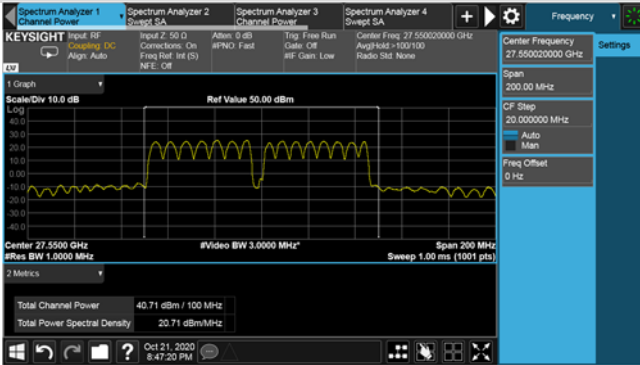 Spectrum Analyzer 1
Channel Power
Spectrum Analyzer 2
Swept SA
Spectrum Analyzer 3
Channel Power
Spectrum Analyzer 4
Swept SA
Frequency
KEYSIGHT
Input: RF
Coupling: DC
Align: Auto
Input Z: 50 Ω
Corrections: On
Freq Ref: Int (S)
NFE: Off
Atten: 0 dB
#PNO: Fast
Trig: Free Run
Gate: Off
#IF Gain: Low
Center Freq: 27.550020000 GHz
Avg|Hold:>100/100
Radio Std: None
LXI
Center Frequency
27.550020000 GHz
Settings
Span
200.00 MHz
CF Step
20.000000 MHz
Auto
Man
Freq Offset
0 Hz
1 Graph
Scale/Div 10.0 dB
Ref Value 50.00 dBm
Log
40.0
30.0
20.0
10.0
0.00
-10.0
-20.0
-30.0
-40.0
Center 27.5500 GHz
#Video BW 3.0000 MHz*
Span 200 MHz
#Res BW 1.0000 MHz
Sweep 1.00 ms (1001 pts)
2 Metrics
Total Channel Power 40.71 dBm / 100 MHz
Total Power Spectral Density 20.71 dBm/MHz
?
Oct 21, 2020
8:47:20 PM